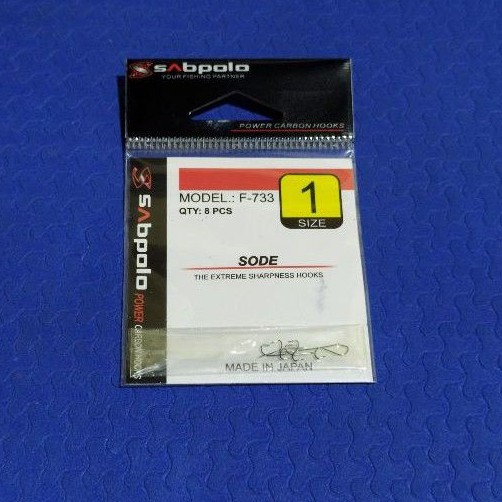 sabpolo
YOUR FISHING PARTNER
POWER CARBON HOOKS
MODEL.: F-733
QTY: 8 PCS
1
SIZE
SODE
THE EXTREME SHARPNESS HOOKS
MADE IN JAPAN
sabpolo POWER CARBON HOOKS